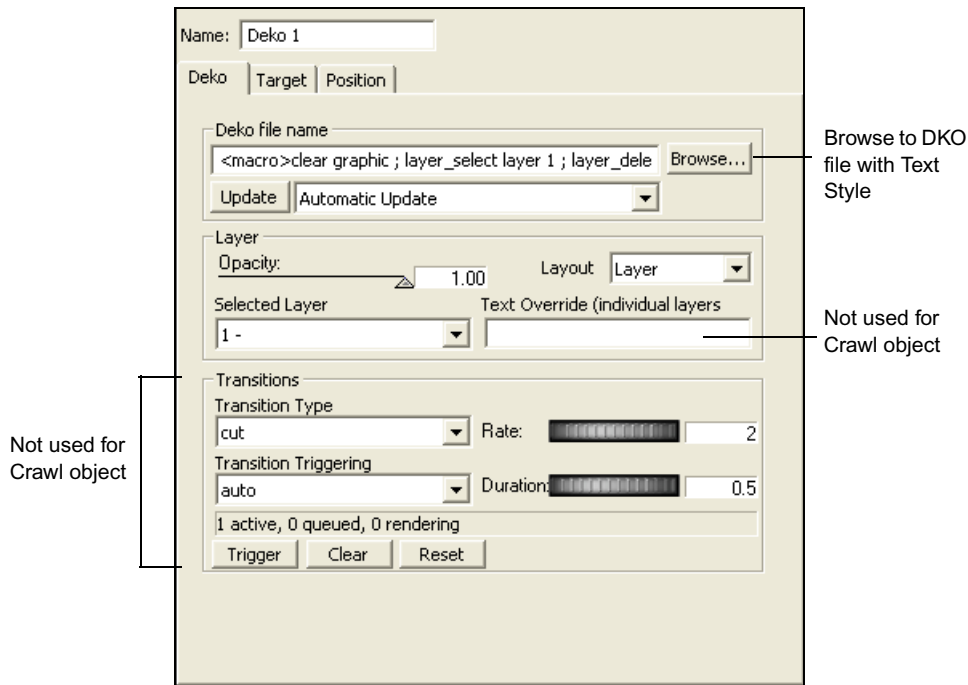 Name: Deko 1
Deko Target Position
Deko file name
<macro>clear graphic ; layer_select layer 1 ; layer_dele Browse...
Update Automatic Update
Browse to DKO
file with Text
Style
Layer
Opacity: 1.00 Layout Layer
Selected Layer Text Override (individual layers
1 -
Not used for
Crawl object
Transitions
Transition Type
cut Rate: 2
Transition Triggering
auto Duration: 0.5
1 active, 0 queued, 0 rendering
Trigger Clear Reset
Not used for
Crawl object